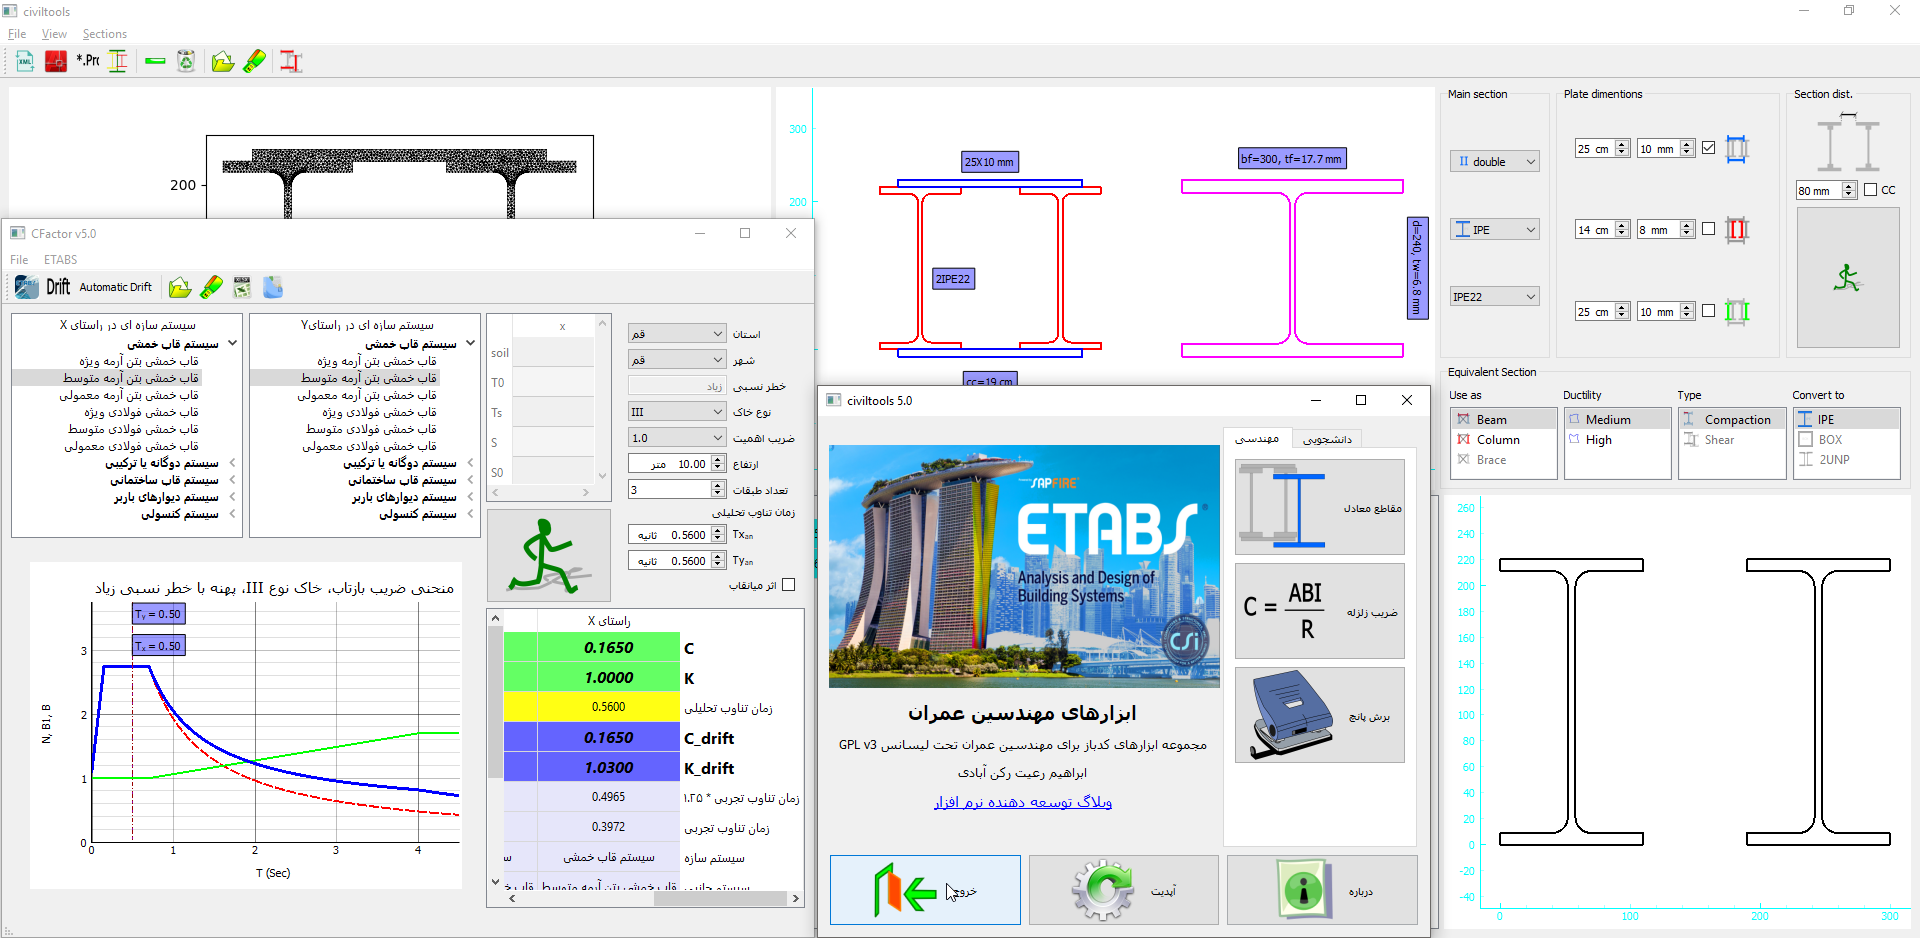 civiltools
File View Sections
*.Prc
200
300
200
25X10 mm
2IPE22
cc=19 cm
bf=300, tf=17.7 mm
d=240, tw=6.8 mm
Main section
double
IPE
IPE22
Plate dimentions
25 cm 10 mm
14 cm 8 mm
25 cm 10 mm
Section dist.
80 mm CC
Equivalent Section
Use as Ductility Type Convert to
Beam Medium Compaction IPE
Column High Shear BOX
Brace 2UNP
260
240
220
200
180
160
140
120
100
80
60
40
20
0
-20
-40
0 100 200 300
CFactor v5.0
File ETABS
Drift Automatic Drift
سیستم سازه ای در راستای X
سیستم قاب خمشی
قاب خمشی بتن آرمه ویژه
قاب خمشی بتن آرمه متوسط
قاب خمشی بتن آرمه معمولی
قاب خمشی فولادی ویژه
قاب خمشی فولادی متوسط
قاب خمشی فولادی معمولی
سیستم دوگانه یا ترکیبی
سیستم قاب ساختمانی
سیستم دیوارهای باربر
سیستم کنسولی
سیستم سازه ای در راستایY
سیستم قاب خمشی
قاب خمشی بتن آرمه ویژه
قاب خمشی بتن آرمه متوسط
قاب خمشی بتن آرمه معمولی
قاب خمشی فولادی ویژه
قاب خمشی فولادی متوسط
قاب خمشی فولادی معمولی
سیستم دوگانه یا ترکیبی
سیستم قاب ساختمانی
سیستم دیوارهای باربر
سیستم کنسولی
x
soil
T0
Ts
S
S0
استان قم
شهر قم
خطر نسبی زیاد
نوع خاک III
ضریب اهمیت 1.0
ارتفاع 10.00 متر
تعداد طبقات 3
زمان تناوب تحلیلی
Txan 0.5600 ثانیه
Tyan 0.5600 ثانیه
اثر میانقاب
منحنی ضریب بازتاب، خاک نوع III، پهنه با خطر نسبی زیاد
Ty = 0.50
Tx = 0.50
N, B1, B
3
2
1
0
0 1 2 3 4
T (Sec)
راستای X
0.1650 C
1.0000 K
0.5600 زمان تناوب تحلیلی
0.1650 C_drift
1.0300 K_drift
0.4965 زمان تناوب تجربی * ۱.۲۵
0.3972 زمان تناوب تجربی
سیستم سازه سیستم قاب خمشی
قاب خمشی بتن آرمه متوسط
civiltools 5.0
SAPFIRE
ETABS
Analysis and Design of
Building Systems
CSi
ابزارهای مهندسین عمران
مجموعه ابزارهای کدباز برای مهندسین عمران تحت لیسانس GPL v3
ابراهیم رعیت رکن آبادی
وبلاگ توسعه دهنده نرم افزار
مهندسی دانشجویی
مقاطع معادل
C = ABI
R
ضریب زلزله
برش پانچ
خروج
آپدیت
درباره